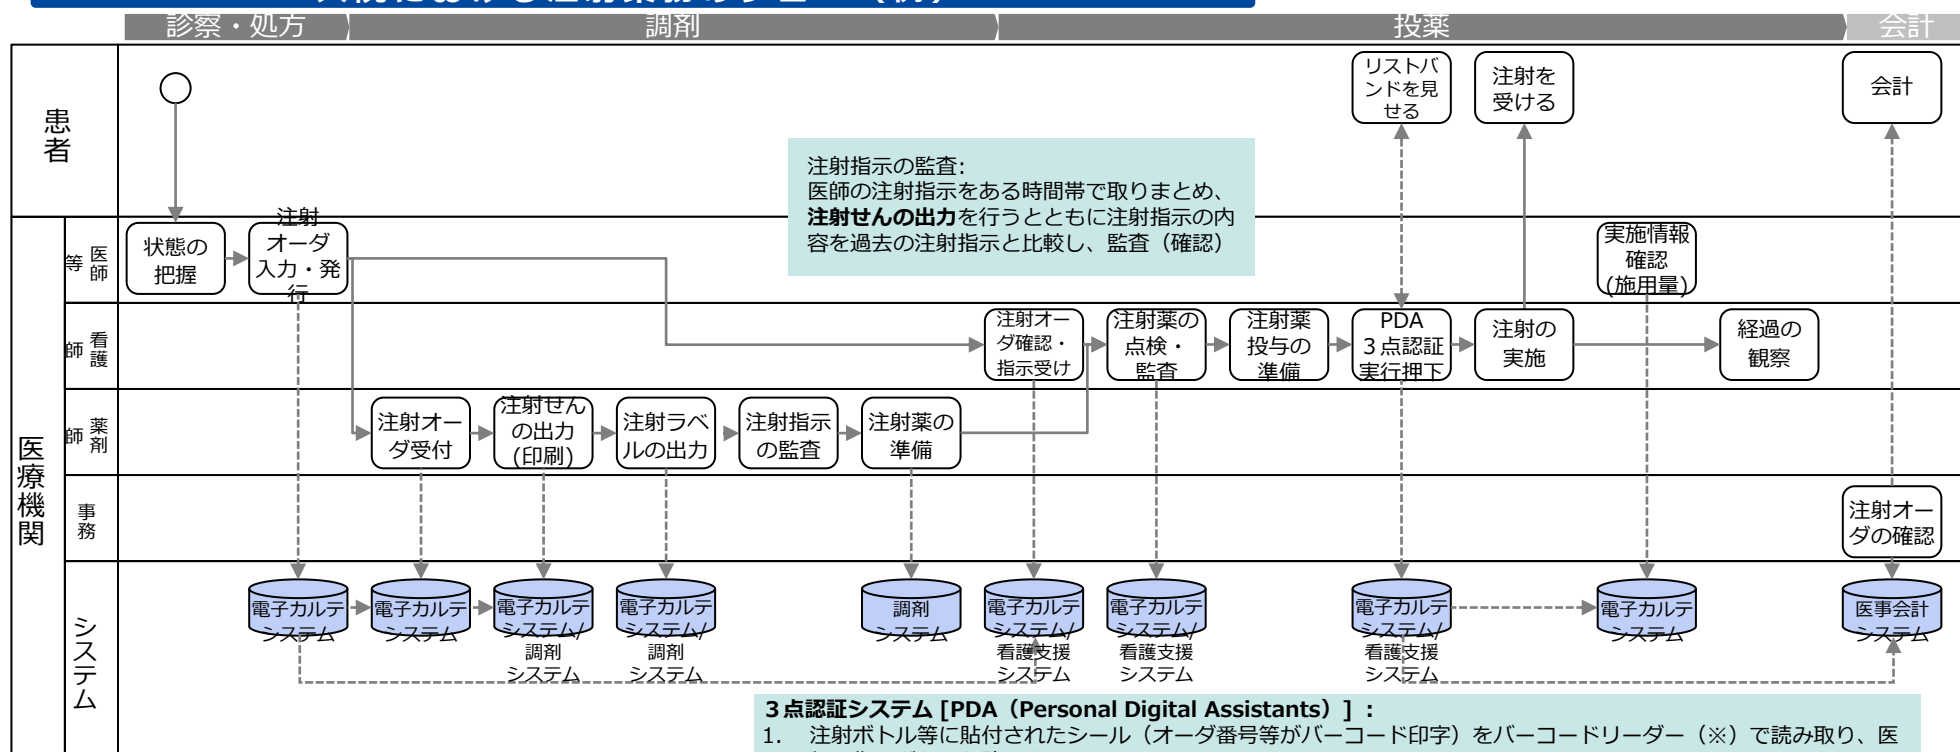 診察・処方
調剤
投薬
会計
患者
リストバ
ンドを見
せる
注射を
受ける
会計
注射指示の監査:
医師の注射指示をある時間帯で取りまとめ、
注射せんの出力を行うとともに注射指示の内
容を過去の注射指示と比較し、監査（確認）
医療機関
医師等
状態の
把握
注射
オーダ
入力・発
行
実施情報
確認
(施用量)
看護師
注射オー
ダ確認・
指示受け
注射薬の
点検・
監査
注射薬
投与の
準備
PDA
３点認証
実行押下
注射の
実施
経過の
観察
薬剤師
注射オー
ダ受付
注射せん
の出力
(印刷)
注射ラベ
ルの出力
注射指示
の監査
注射薬の
準備
事務
注射オー
ダの確認
システム
電子カルテ
システム
電子カルテ
システム
電子カルテ
システム/
調剤
システム
電子カルテ
システム/
調剤
システム
調剤
システム
電子カルテ
システム/
看護支援
システム
電子カルテ
システム/
看護支援
システム
電子カルテ
システム/
看護支援
システム
電子カルテ
システム
医事会計
システム
３点認証システム [PDA（Personal Digital Assistants）]：
1. 注射ボトル等に貼付されたシール（オーダ番号等がバーコード印字）をバーコードリーダー（※）で読み取り、医